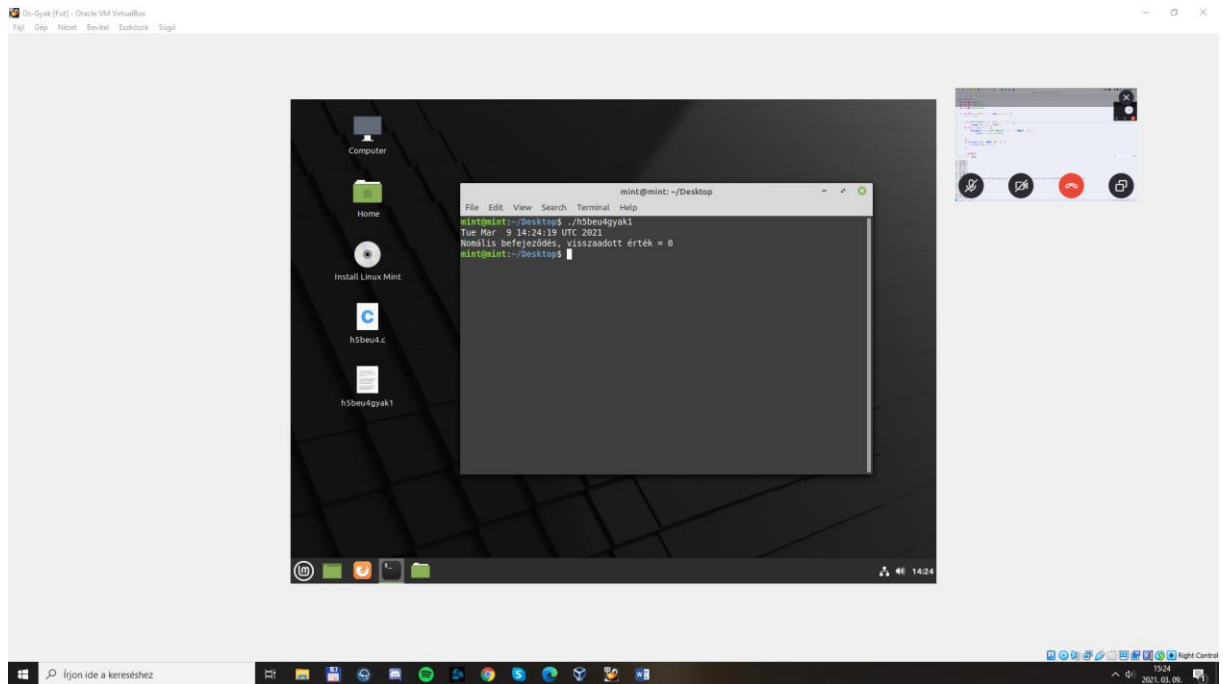 Os-Gyak [Fut] - Oracle VM VirtualBox
Fájl Gép Nézet Bevitel Eszközök Súgó
Computer
Home
Install Linux Mint
h5beu4.c
h5beu4gyak1
mint@mint: ~/Desktop
File Edit View Search Terminal Help
mint@mint:~/Desktop$ ./h5beu4gyak1
Tue Mar 9 14:24:19 UTC 2021
Nomális befejeződés, visszaadott érték = 0
mint@mint:~/Desktop$
14:24
Right Control
Írjon ide a kereséshez
15:24
2021. 03. 09.